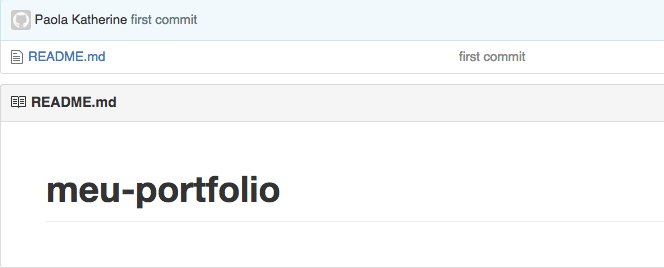 Paola Katherine first commit
README.md first commit
README.md
meu-portfolio